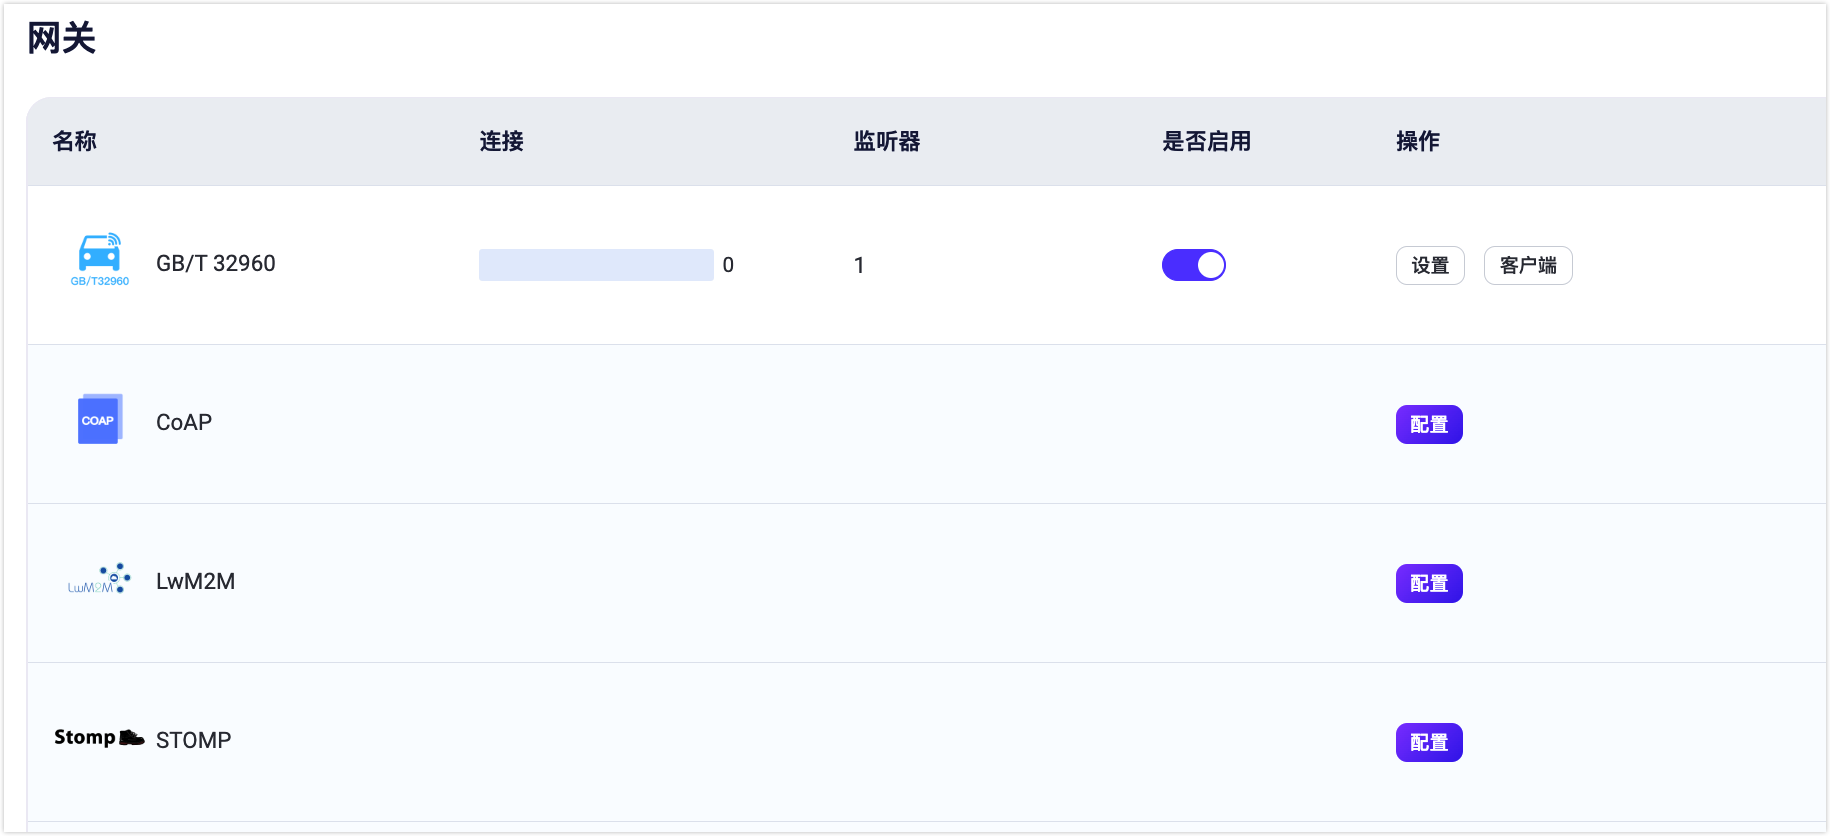 网关
名称 连接 监听器 是否启用 操作
GB/T32960 GB/T 32960 0 1 设置 客户端
COAP CoAP 配置
LwM2M LwM2M 配置
Stomp STOMP 配置